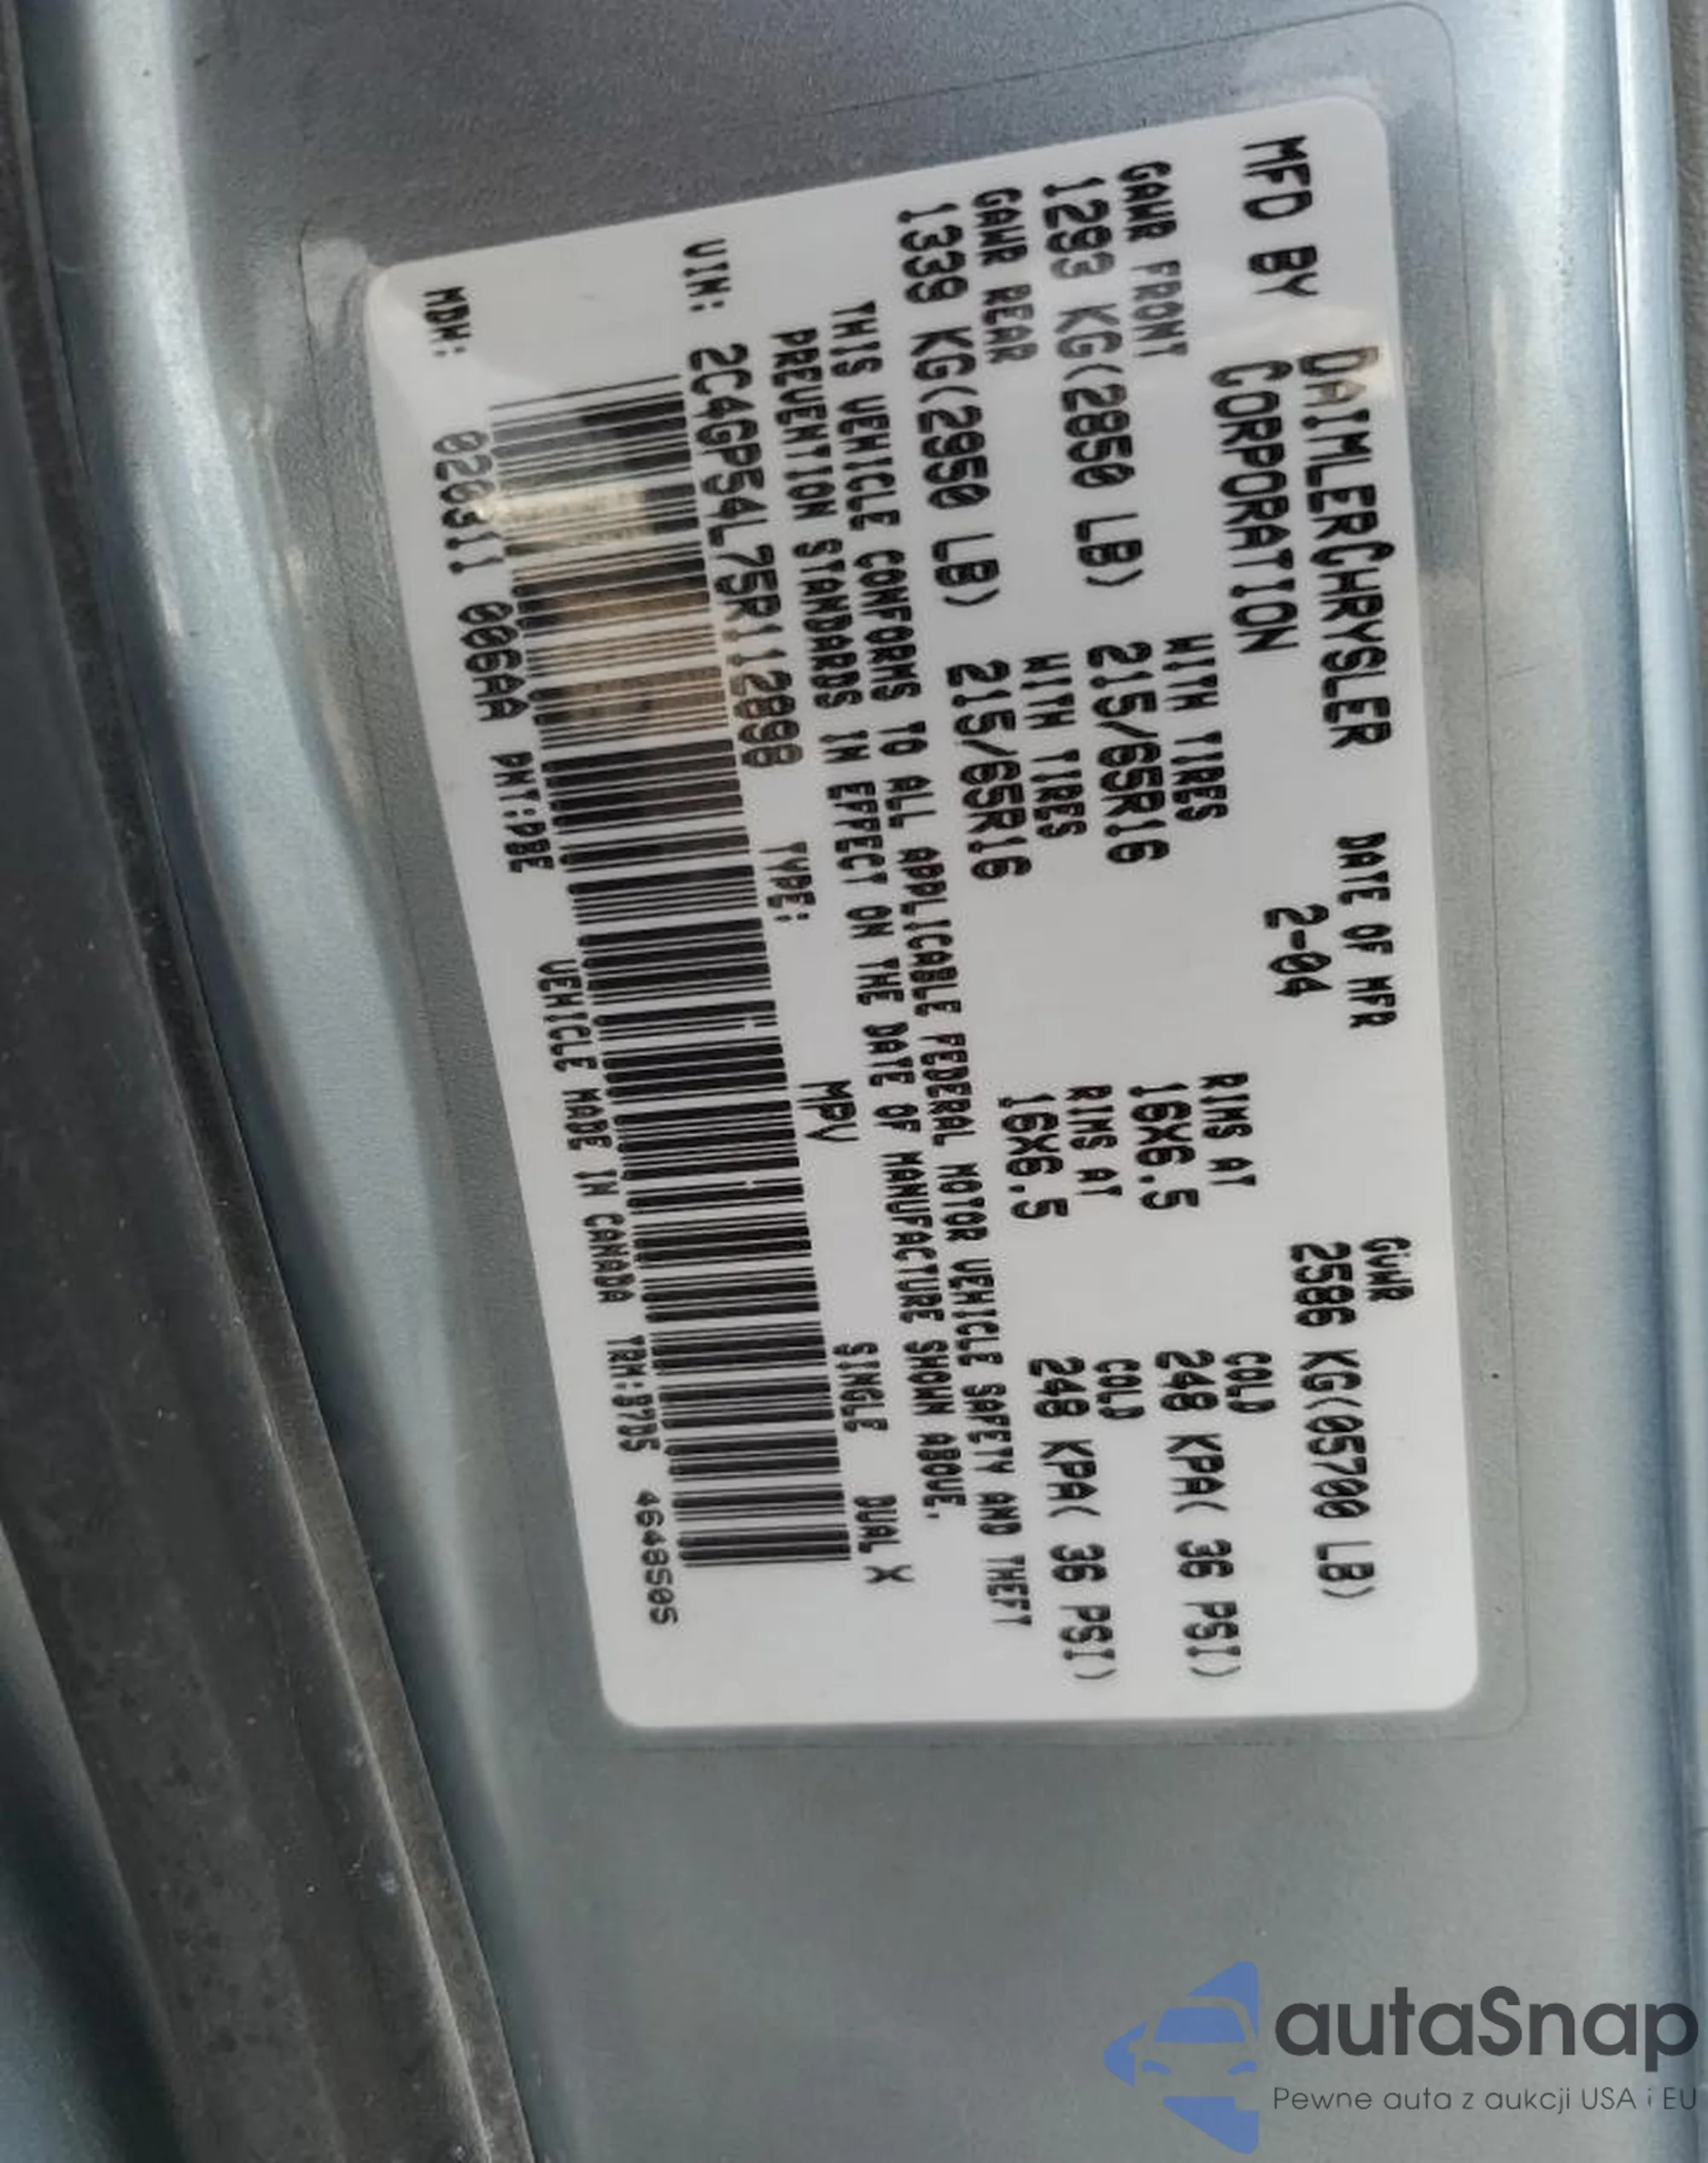 MFD BY DAIMLERCHRYSLER CORPORATION DATE OF MFR 2-04 GVWR 2586 KG(05700 LB)
GAWR FRONT WITH TIRES RIMS AT COLD
1293 KG(2850 LB) 215/65R16 16X6.5 248 KPA( 36 PSI)
GAWR REAR WITH TIRES RIMS AT COLD
1339 KG(2950 LB) 215/65R16 16X6.5 248 KPA( 36 PSI)
THIS VEHICLE CONFORMS TO ALL APPLICABLE FEDERAL MOTOR VEHICLE SAFETY AND THEFT
PREVENTION STANDARDS IN EFFECT ON THE DATE OF MANUFACTURE SHOWN ABOVE.
VIN: 2C4GP54L75R112898 TYPE: MPV SINGLE DUAL X
MDH: 006AA PNT:PBE VEHICLE MADE IN CANADA 4648505
autaSnap
Pewne auta z aukcji USA i EU